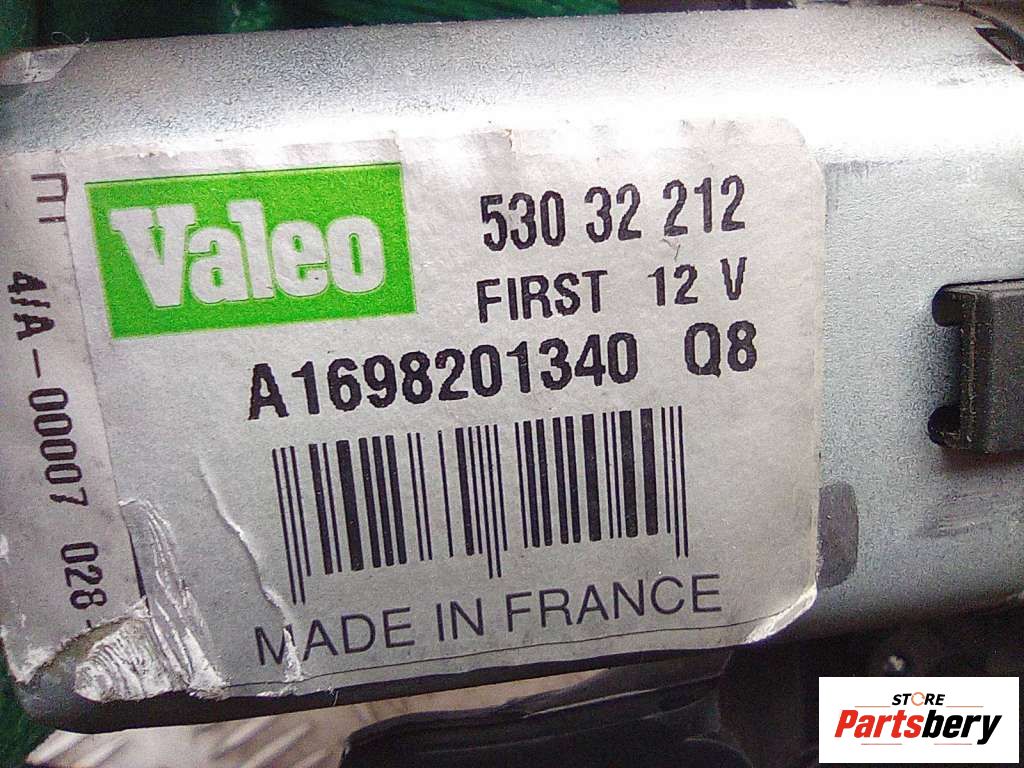 Valeo
530 32 212
FIRST 12 V
A1698201340 Q8
MADE IN FRANCE
4/A-00007 028
STORE
Partsbery